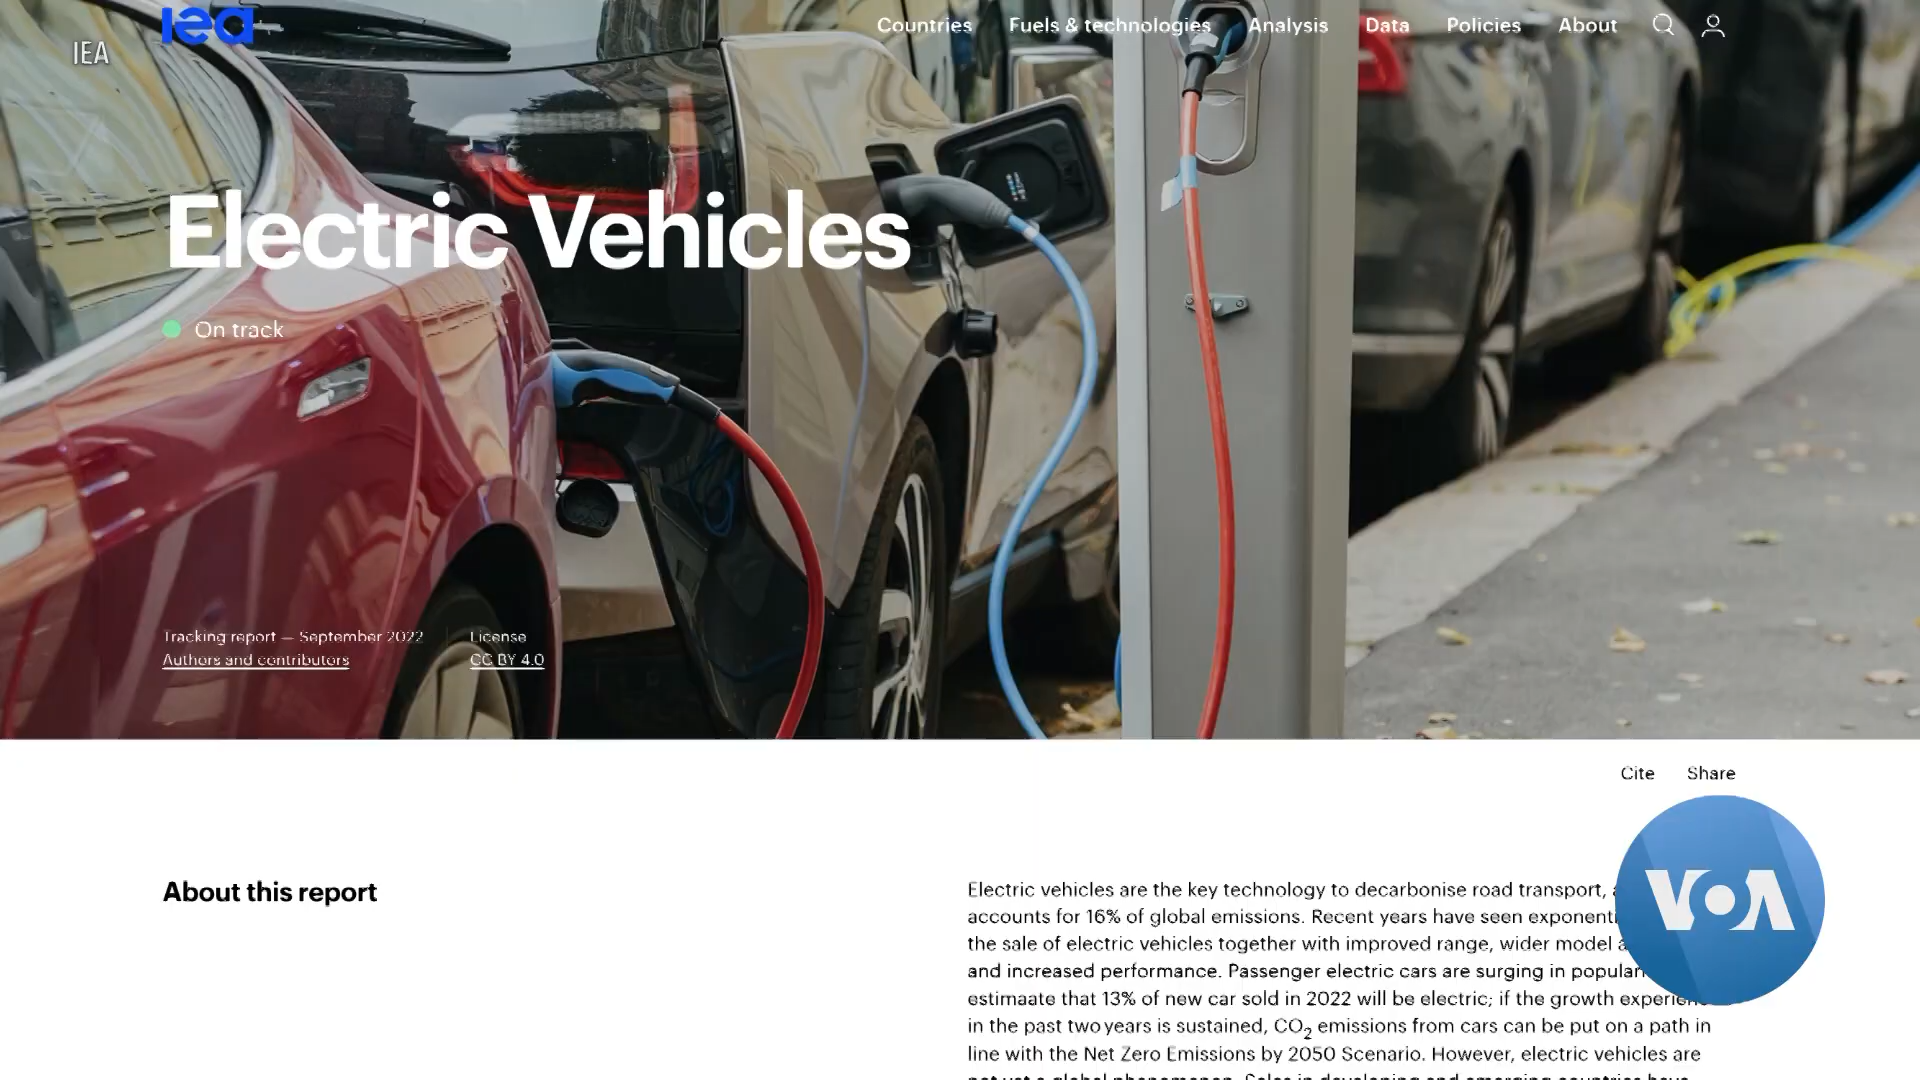 iea
Countries Fuels & technologies Analysis Data Policies About
IEA
Electric Vehicles
On track
Tracking report — September 2022
License
Authors and contributors
CC BY 4.0
Cite Share
About this report
Electric vehicles are the key technology to decarbonise road transport,
accounts for 16% of global emissions. Recent years have seen
the sale of electric vehicles together with improved range, wider model
and increased performance. Passenger electric cars are surging in
estimaate that 13% of new car sold in 2022 will be electric; if the growth
in the past two years is sustained, CO2 emissions from cars can be put on a path in
line with the Net Zero Emissions by 2050 Scenario. However, electric vehicles are
VOA